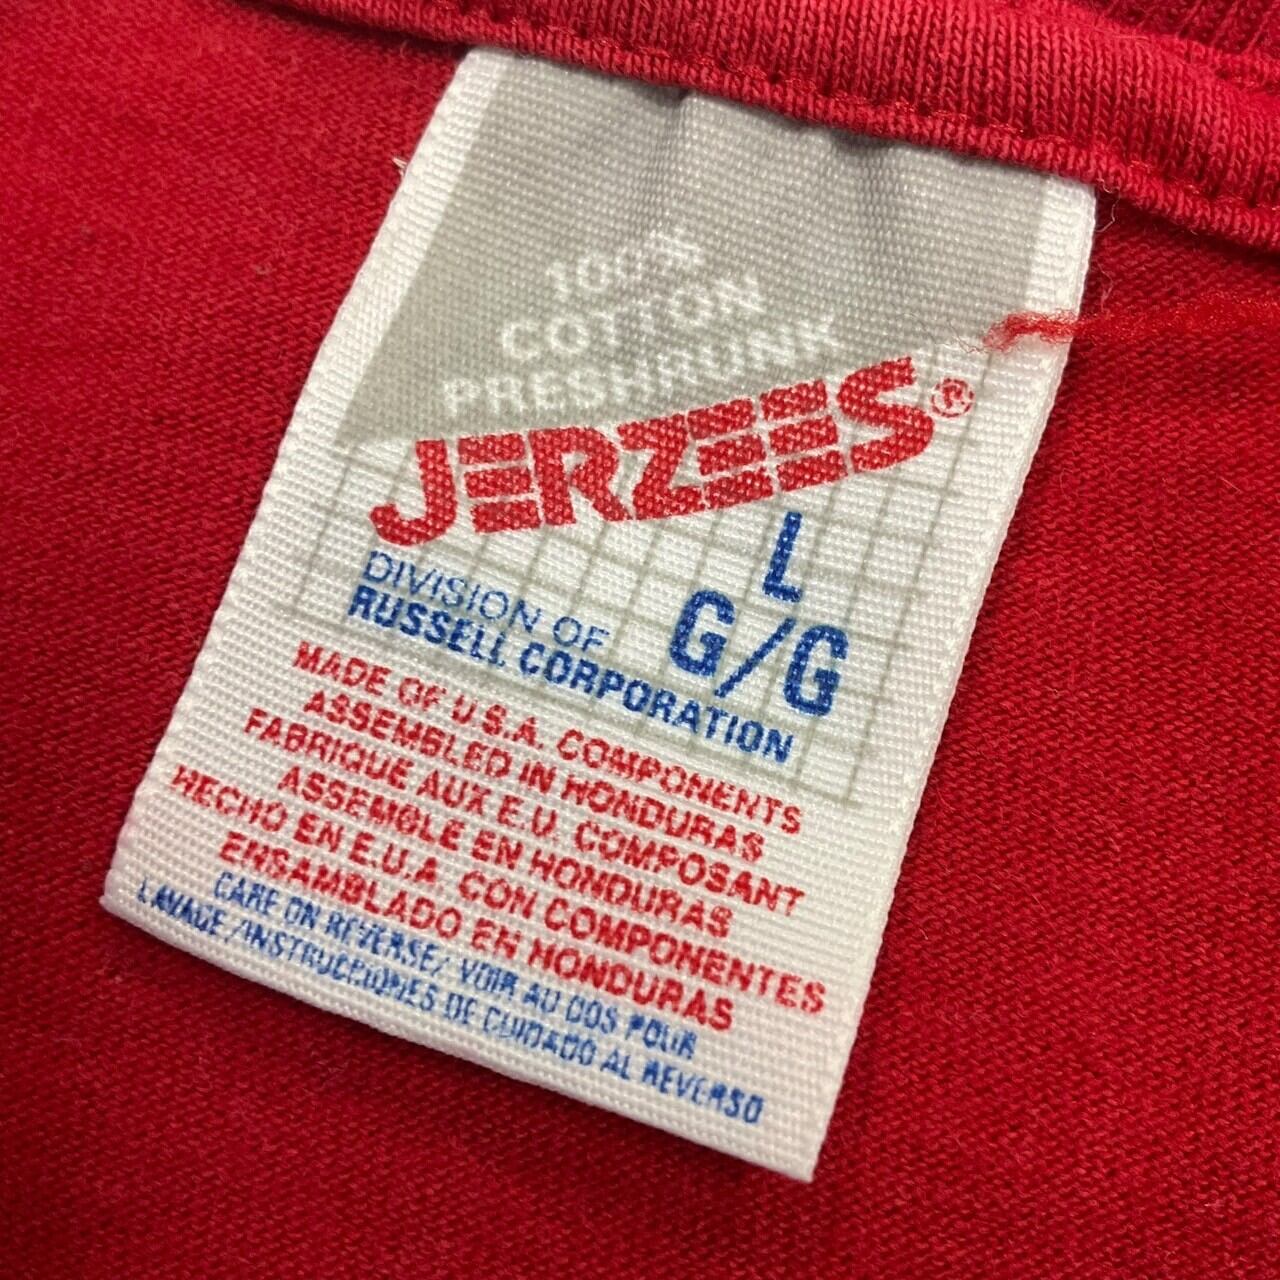 100%
COTTON
PRESHRUNK
JERZEES®
L
G/G
DIVISION OF
RUSSELL CORPORATION
MADE OF U.S.A. COMPONENTS
ASSEMBLED IN HONDURAS
FABRIQUE AUX E.U. COMPOSANT
ASSEMBLE EN HONDURAS
HECHO EN E.U.A. CON COMPONENTES
ENSAMBLADO EN HONDURAS
CARE ON REVERSE/ VOIR AU DOS POUR
LAVAGE/INSTRUCCIONES DE CUIDADO AL REVERSO